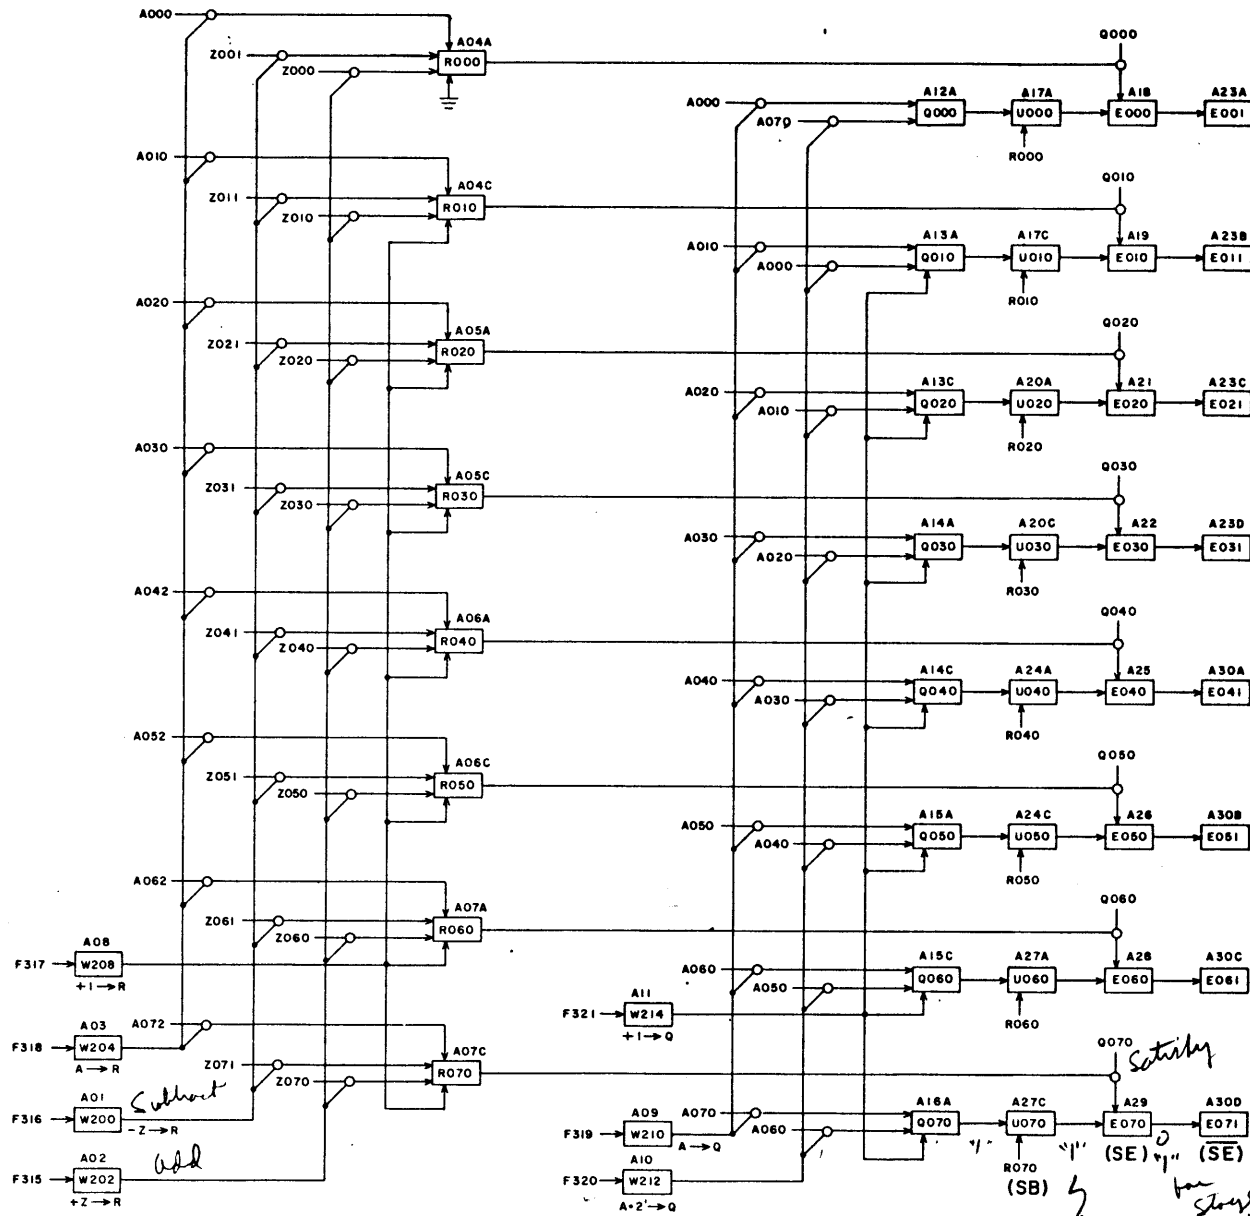 A000
Z001
Z000
A04A
R000
Q000
A000
A070
A12A
Q000
A17A
U000
R000
A18
E000
A23A
E001
A010
Z011
Z010
A04C
R010
Q010
A010
A000
A13A
Q010
A17C
U010
R010
A19
E010
A23B
E011
A020
Z021
Z020
A05A
R020
Q020
A020
A010
A13C
Q020
A20A
U020
R020
A21
E020
A23C
E021
A030
Z031
Z030
A05C
R030
Q030
A030
A020
A14A
Q030
A20C
U030
R030
A22
E030
A23D
E031
A042
Z041
Z040
A06A
R040
Q040
A040
A030
A14C
Q040
A24A
U040
R040
A25
E040
A30A
E041
A052
Z051
Z050
A06C
R050
Q050
A050
A040
A15A
Q050
A24C
U050
R050
A26
E050
A30B
E051
A062
Z061
Z060
A07A
R060
Q060
A060
A050
A15C
Q060
A27A
U060
R060
A28
E060
A30C
E061
F317
A08
W208
+1→R
F321
A11
W214
+1→Q
A072
Z071
Z070
A07C
R070
Q070
F318
A03
W204
A→R
F316
A01
W200
-Z→R
Subtract
F315
A02
W202
+Z→R
add
F319
A09
W210
A→Q
A070
A060
A16A
Q070
"1"
A27C
U070
R070
(SB)
"1"
A29
E070
(SE)
0
"1"
A30D
E071
(SE)
for
F320
A10
W212
A·2'→Q